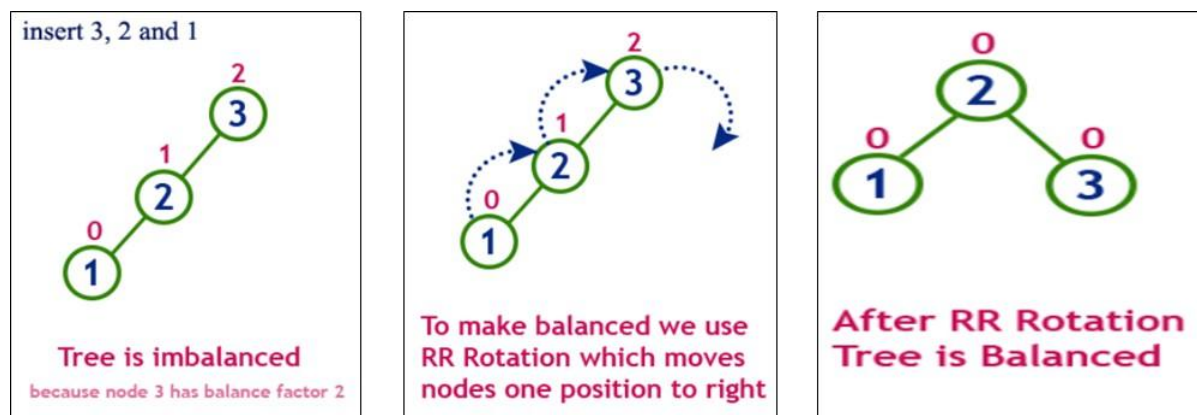 insert 3, 2 and 1
2
3
1
2
0
1
Tree is imbalanced
because node 3 has balance factor 2
2
3
1
2
0
1
To make balanced we use
RR Rotation which moves
nodes one position to right
0
2
0 0
1 3
After RR Rotation
Tree is Balanced